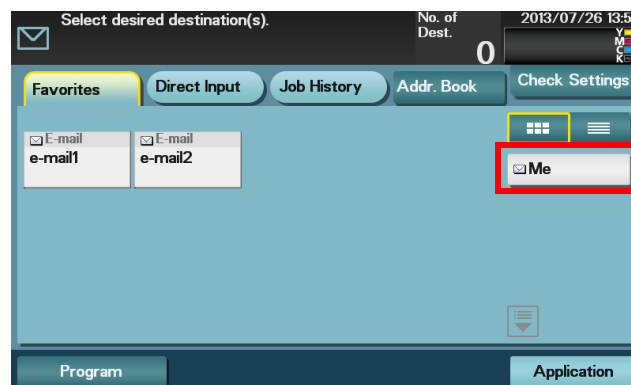 Select desired destination(s).
No. of
Dest.
0
2013/07/26 13:5
Y
M
C
K
Favorites
Direct Input
Job History
Addr. Book
Check Settings
E-mail
e-mail1
E-mail
e-mail2
Me
Program
Application